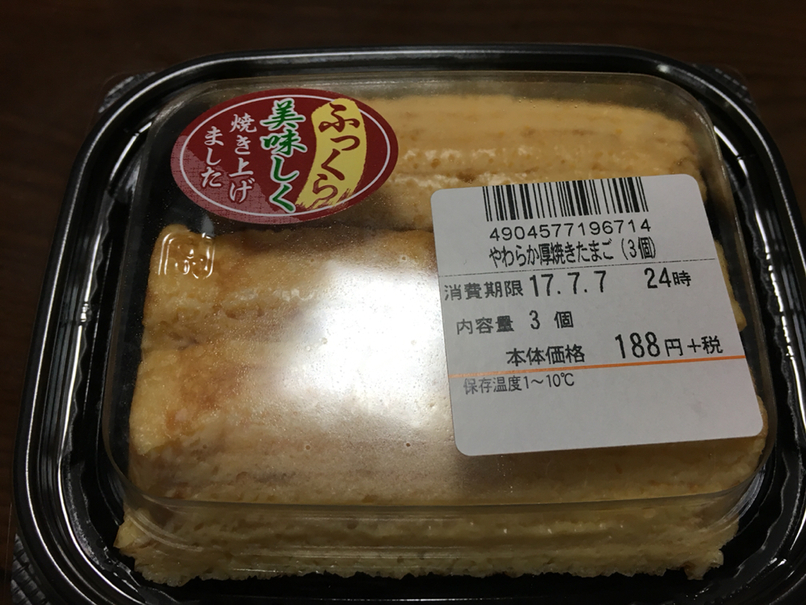 ふっくら
美味しく
焼き上げ
ました
4904577196714
やわらか厚焼きたまご(3個)
消費期限 17.7.7 24時
内容量 3 個
本体価格 188円+税
保存温度1~10℃